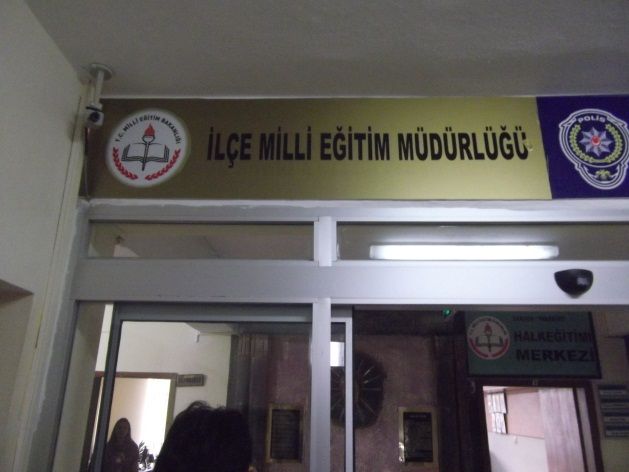 T.C. MİLLİ EĞİTİM BAKANLIĞI
İLÇE MİLLİ EĞİTİM MÜDÜRLÜĞÜ
POLİS
HALKEĞİTİMİ
MERKEZİ